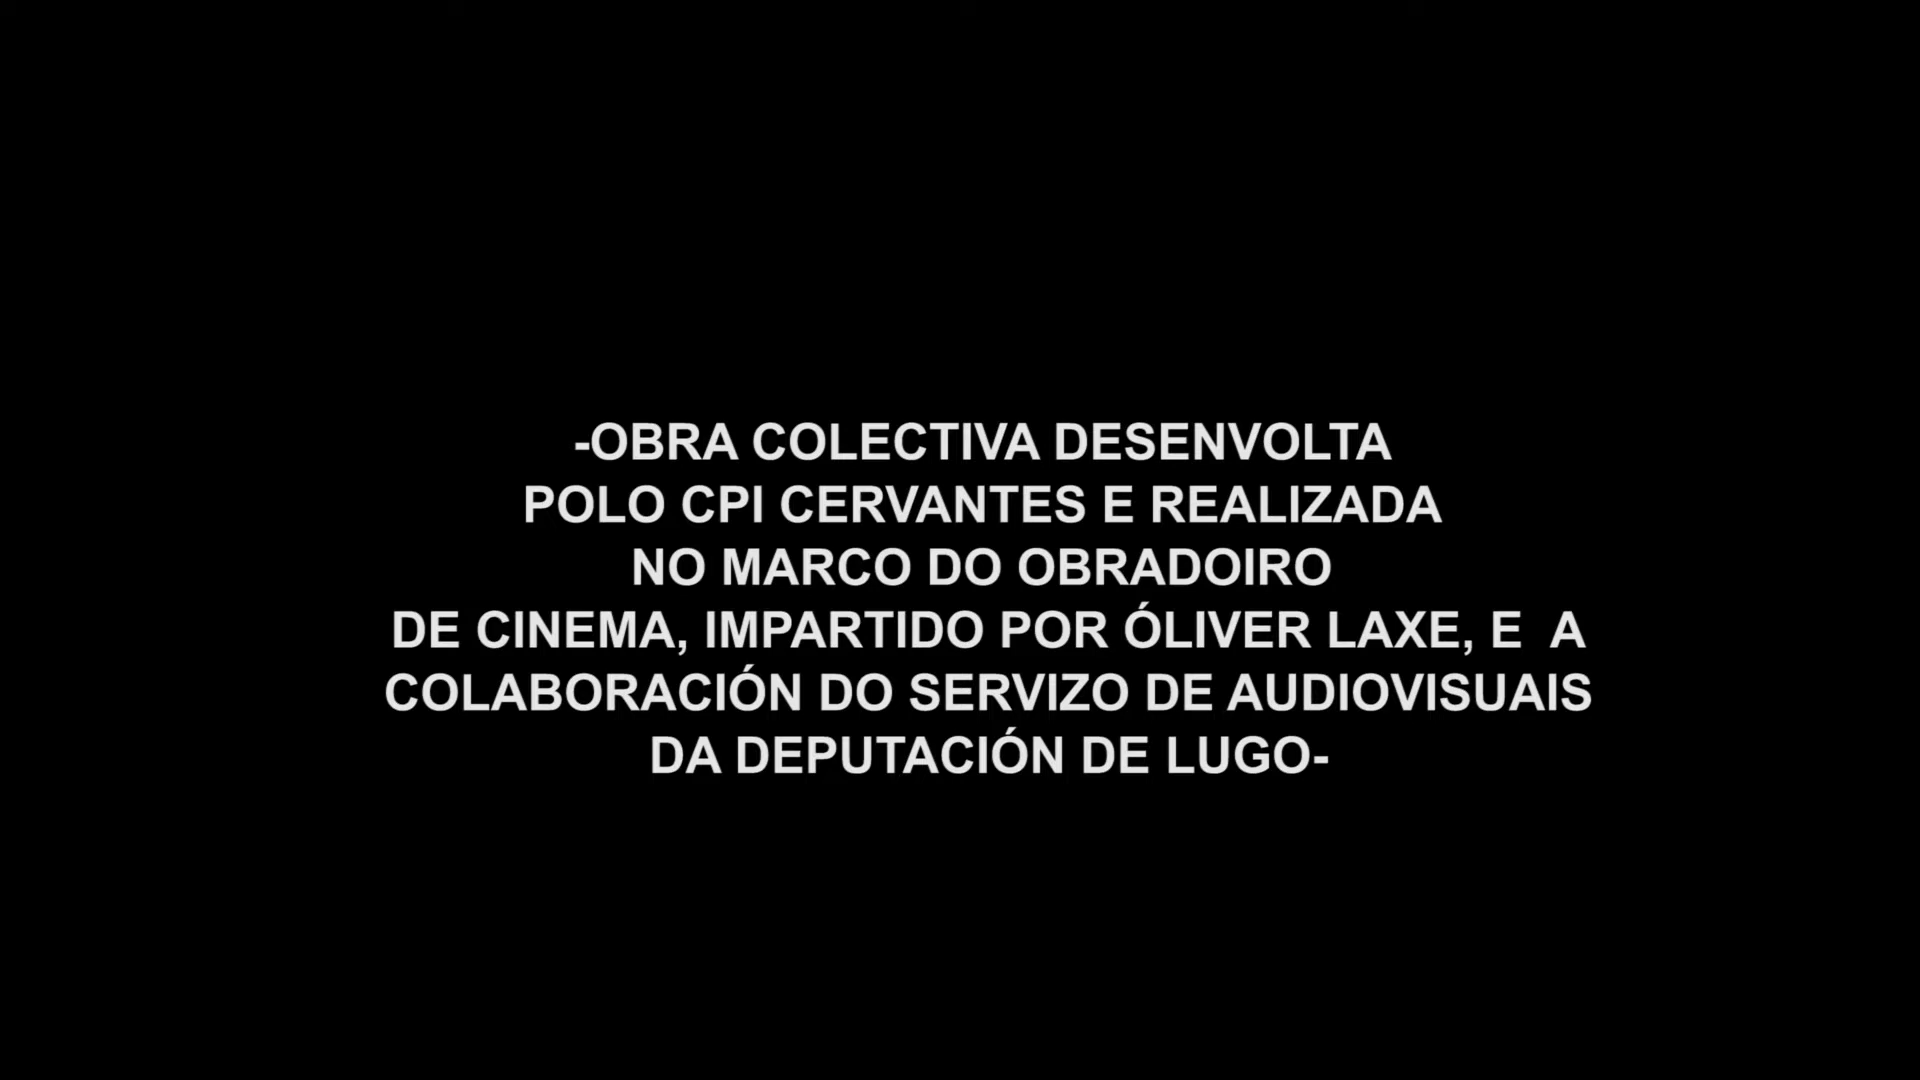 -OBRA COLECTIVA DESENVOLTA
POLO CPI CERVANTES E REALIZADA
NO MARCO DO OBRADOIRO
DE CINEMA, IMPARTIDO POR ÓLIVER LAXE, E  A
COLABORACIÓN DO SERVIZO DE AUDIOVISUAIS
DA DEPUTACIÓN DE LUGO-